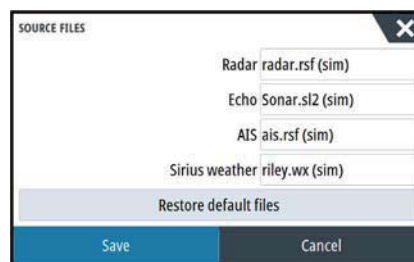 SOURCE FILES
Radar radar.rsf (sim)
Echo Sonar.sl2 (sim)
AIS ais.rsf (sim)
Sirius weather riley.wx (sim)
Restore default files
Save Cancel